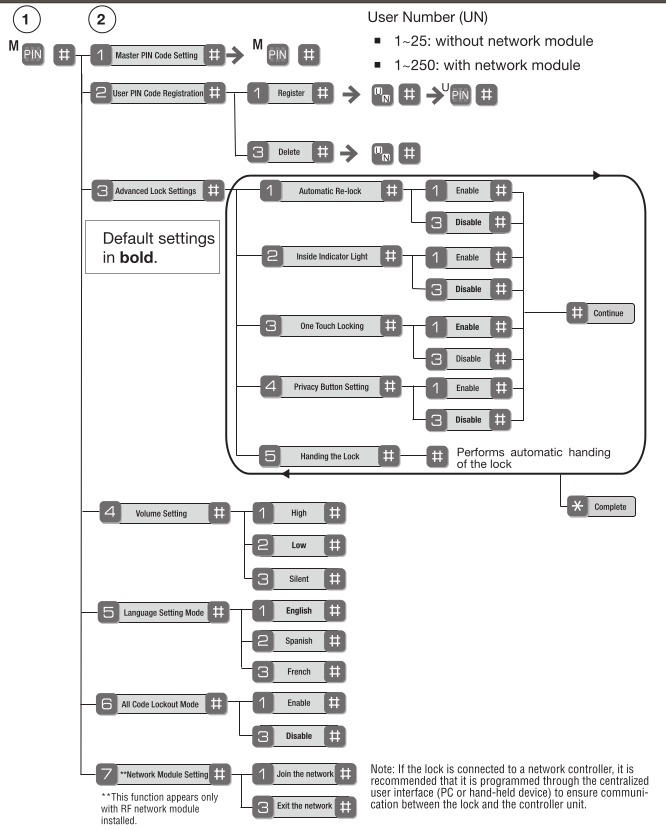 1
2
User Number (UN)
▪ 1~25: without network module
▪ 1~250: with network module
M PIN # 1 Master PIN Code Setting # M PIN #
2 User PIN Code Registration # 1 Register # UN # U PIN #
3 Delete # UN #
3 Advanced Lock Settings # 1 Automatic Re-lock # 1 Enable #
3 Disable #
Default settings
in bold.
2 Inside Indicator Light # 1 Enable #
3 Disable #
# Continue
3 One Touch Locking # 1 Enable #
3 Disable #
4 Privacy Button Setting # 1 Enable #
3 Disable #
5 Handing the Lock # # Performs automatic handing
of the lock
* Complete
4 Volume Setting # 1 High #
2 Low #
3 Silent #
5 Language Setting Mode # 1 English #
2 Spanish #
3 French #
6 All Code Lockout Mode # 1 Enable #
3 Disable #
7 **Network Module Setting # 1 Join the network #
3 Exit the network #
**This function appears only
with RF network module
installed.
Note: If the lock is connected to a network controller, it is
recommended that it is programmed through the centralized
user interface (PC or hand-held device) to ensure communi-
cation between the lock and the controller unit.